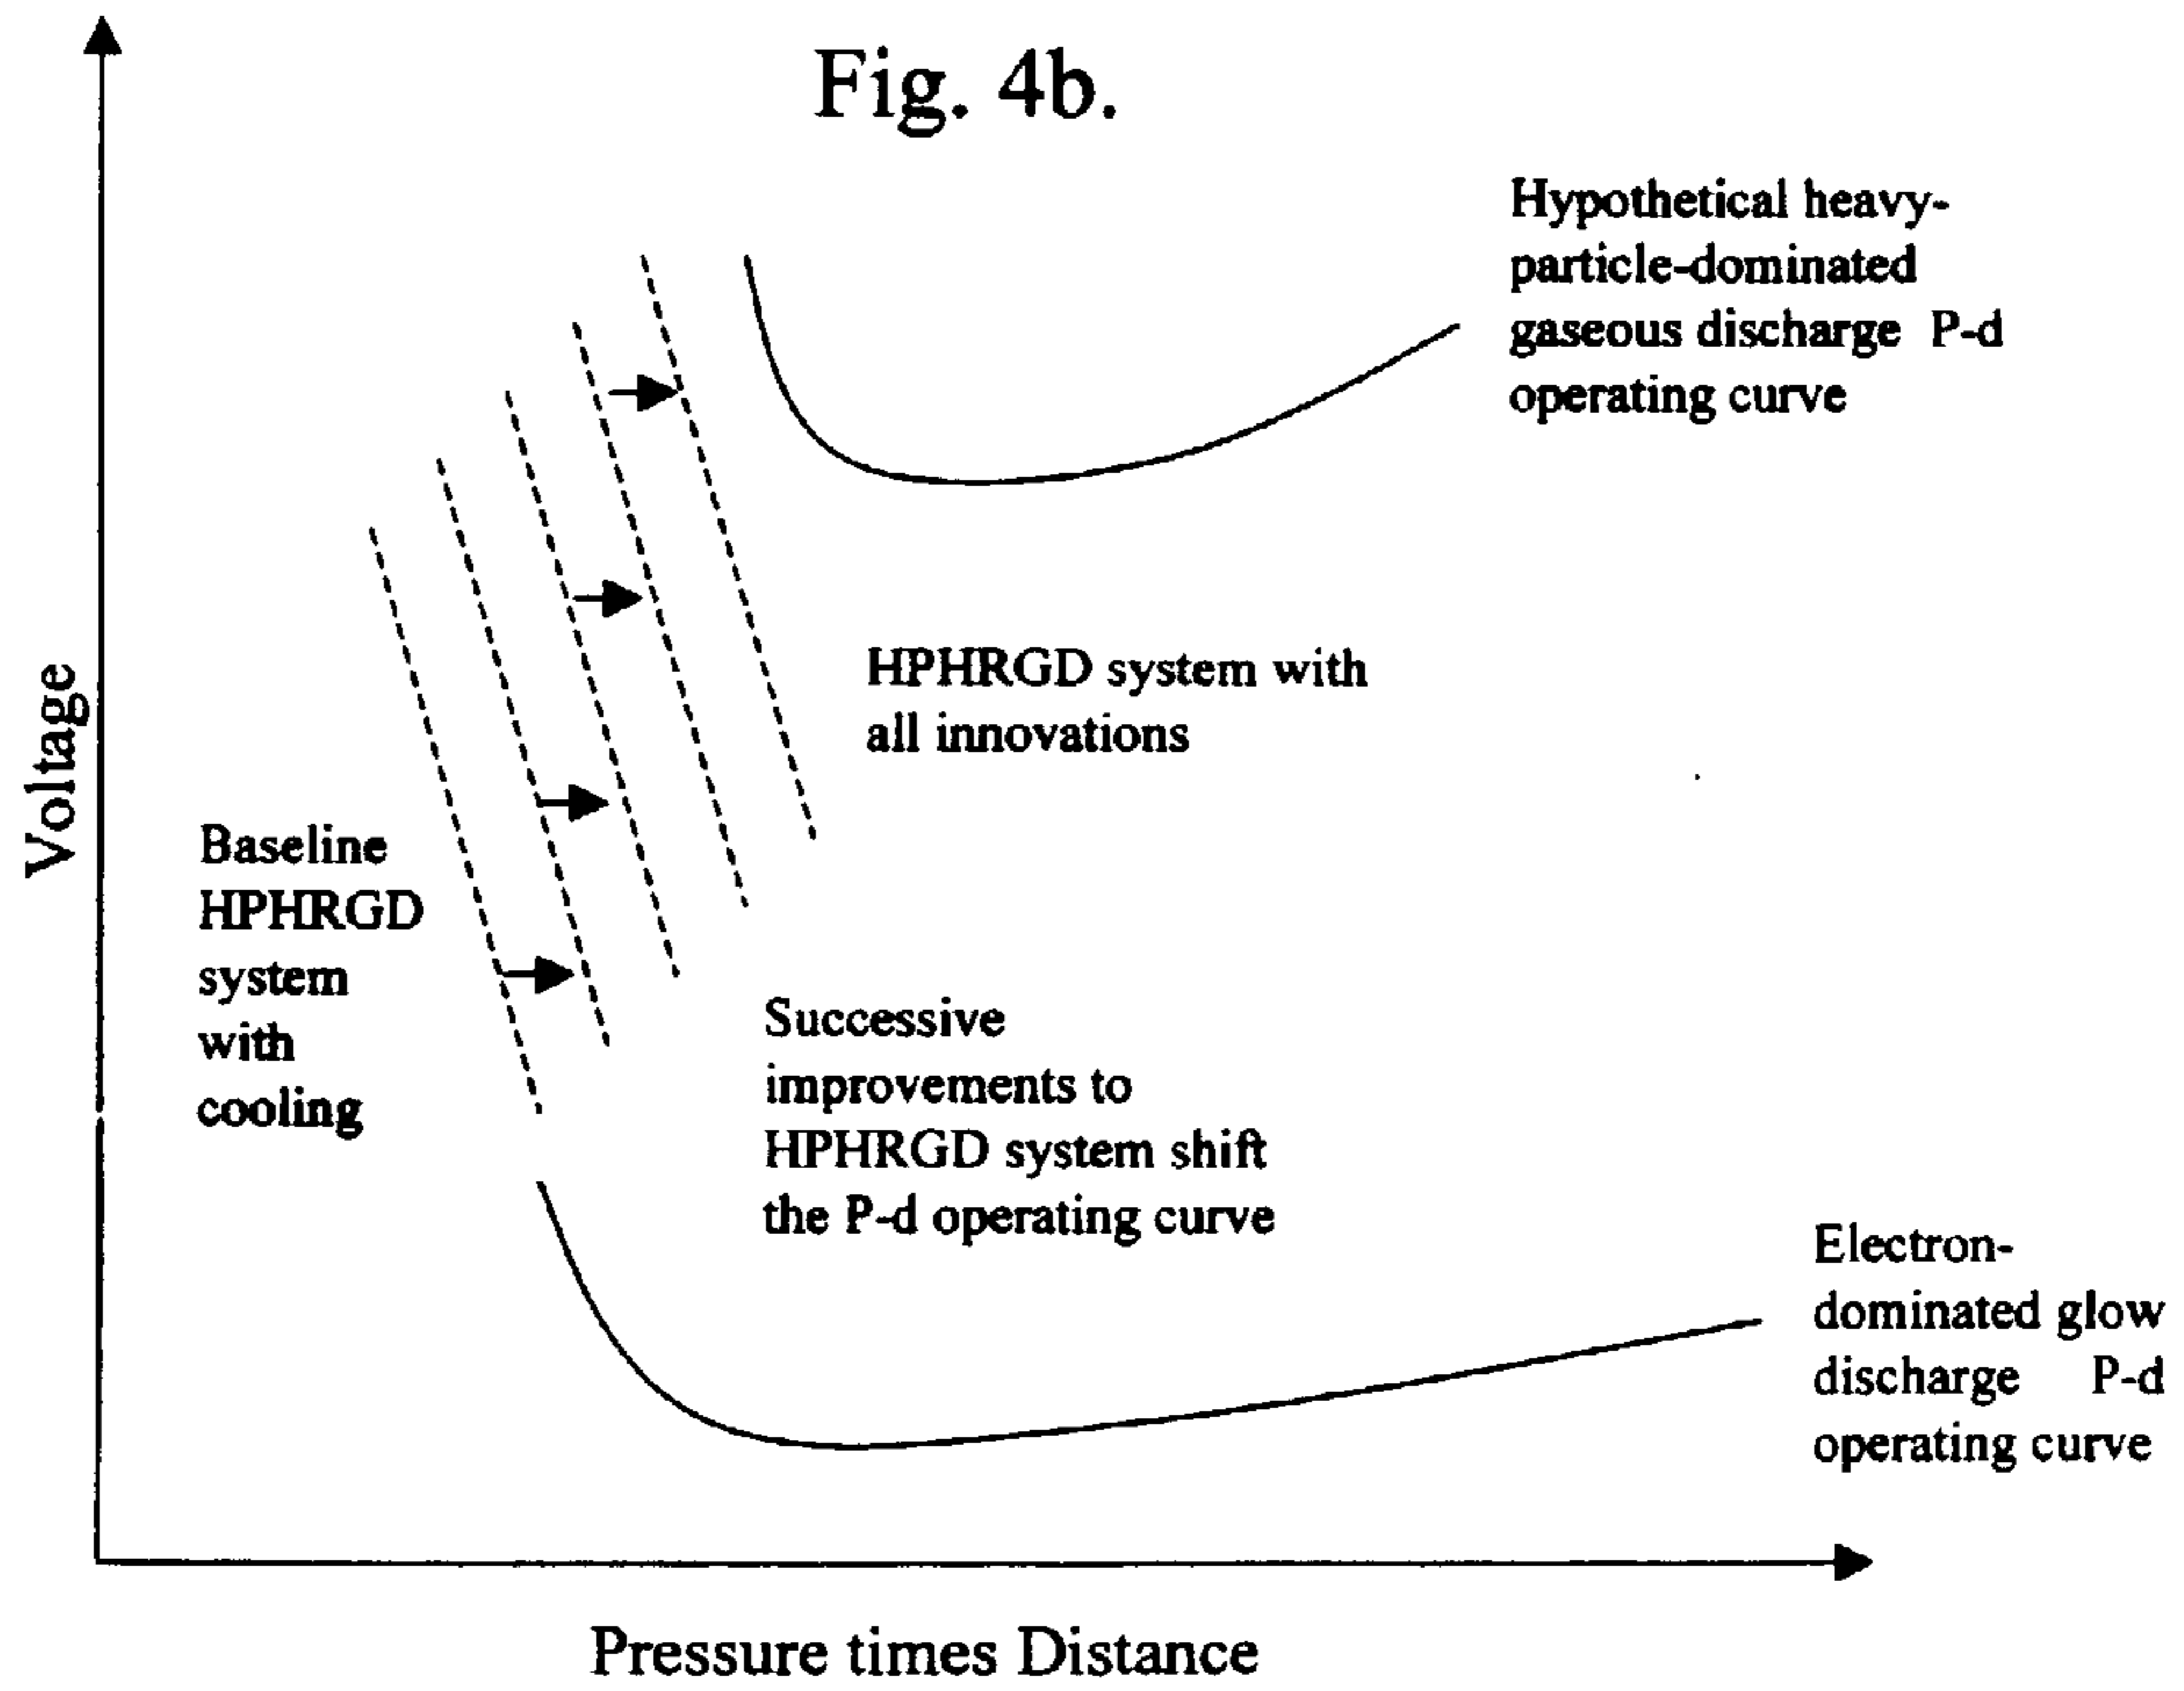 Fig. 4b.
Hypothetical heavy-
particle-dominated
gaseous discharge P-d
operating curve
Voltage
HPHRGD system with
all innovations
Baseline
HPHRGD
system
with
cooling
Successive
improvements to
HPHRGD system shift
the P-d operating curve
Electron-
dominated glow
discharge P-d
operating curve
Pressure times Distance